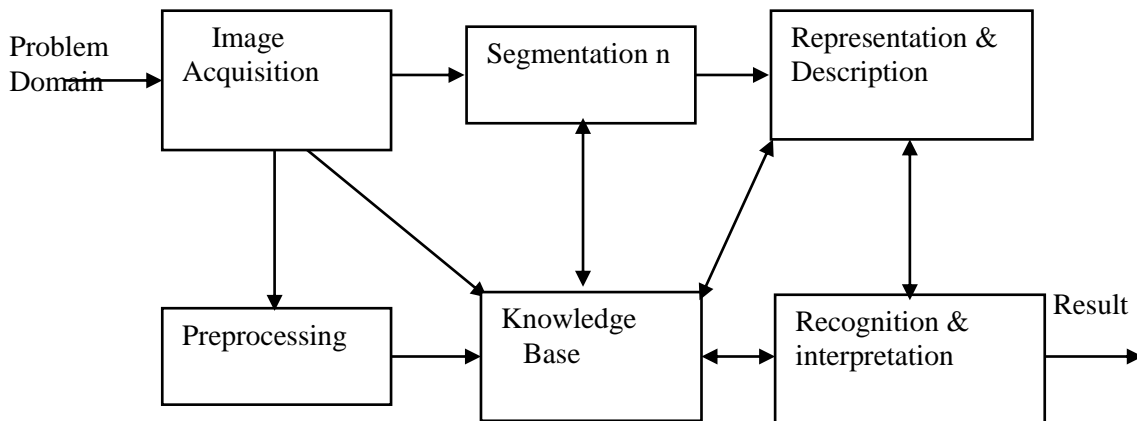 Problem
Domain
Image
Acquisition
Segmentation n
Representation &
Description
Preprocessing
Knowledge
Base
Recognition &
interpretation
Result